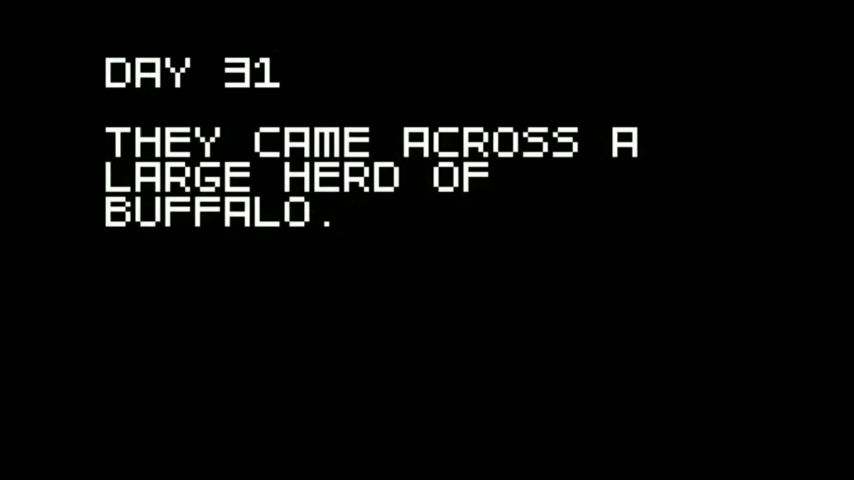 DAY 31
THEY CAME ACROSS A
LARGE HERD OF
BUFFALO.